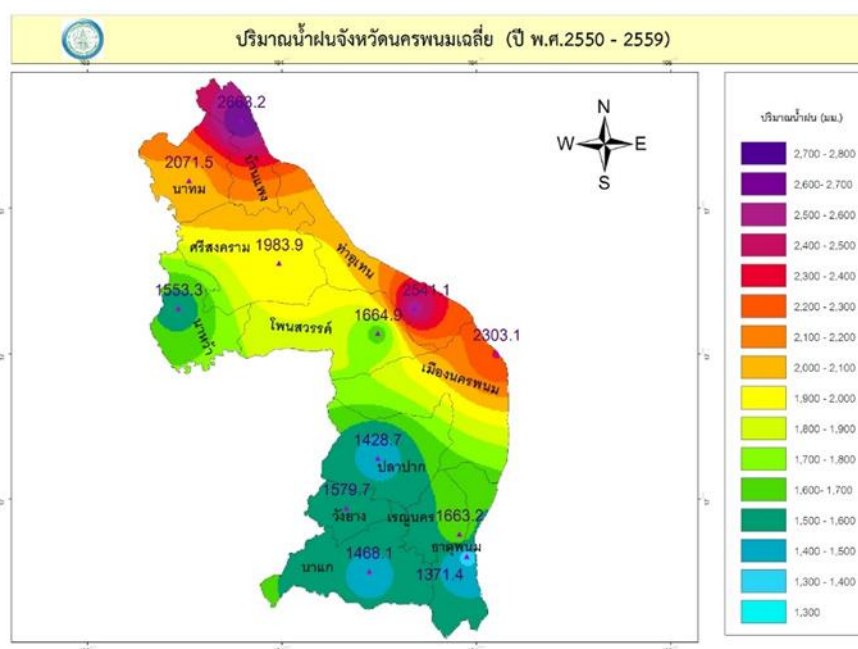 ปริมาณน้ำฝนจังหวัดนครพนมเฉลี่ย (ปี พ.ศ.2550 - 2559)
N
W E
S
ปริมาณน้ำฝน (มม.)
2,700 - 2,800
2,600- 2,700
2,500 - 2,600
2,400 - 2,500
2,300 - 2,400
2,200 - 2,300
2,100 - 2,200
2,000 - 2,100
1,900 - 2,000
1,800 - 1,900
1,700 - 1,800
1,600- 1,700
1,500 - 1,600
1,400 - 1,500
1,300 - 1,400
1,300
2663.2
บ้านแพง
2071.5
นาทม
ศรีสงคราม
1983.9
ท่าอุเทน
1553.3
นาหว้า
2541.1
1664.9
โพนสวรรค์
2303.1
เมืองนครพนม
1428.7
ปลาปาก
1579.7
วังยาง
เรณูนคร
1663.2
ธาตุพนม
นาแก
1468.1
1371.4